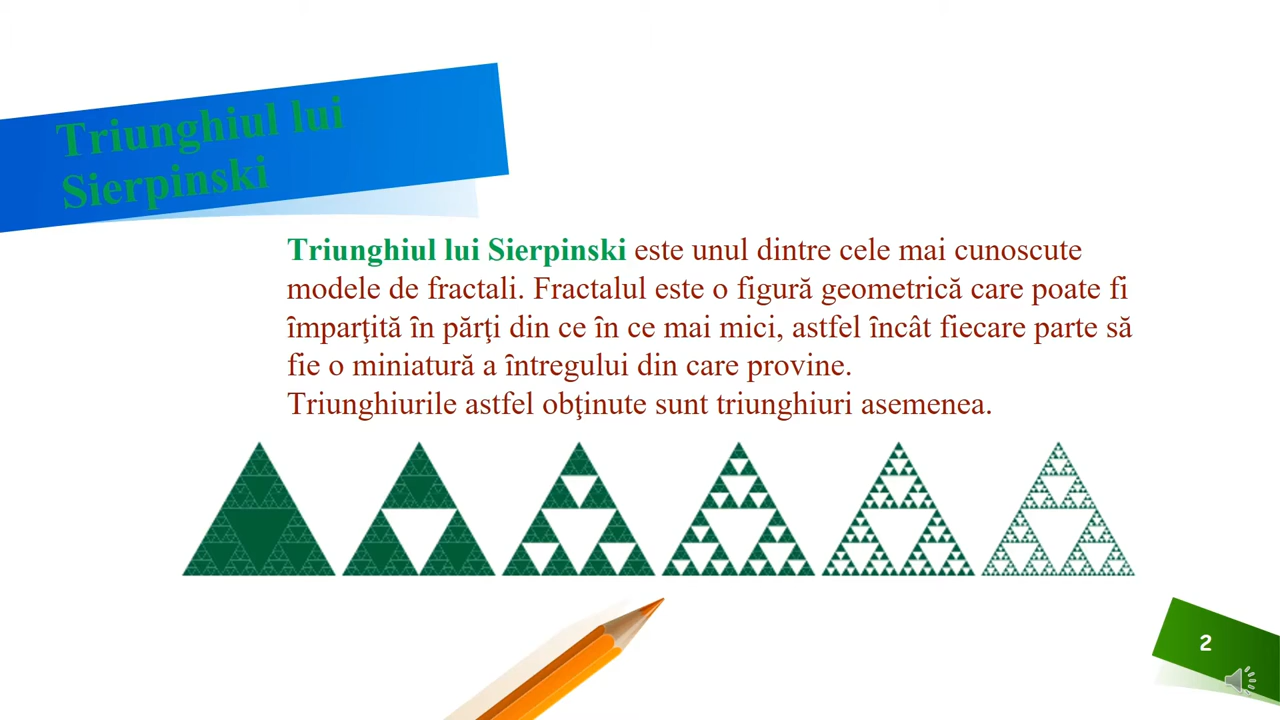 Triunghiul lui
Sierpinski
Triunghiul lui Sierpinski este unul dintre cele mai cunoscute
modele de fractali. Fractalul este o figură geometrică care poate fi
împarţită în părţi din ce în ce mai mici, astfel încât fiecare parte să
fie o miniatură a întregului din care provine.
Triunghiurile astfel obţinute sunt triunghiuri asemenea.
2